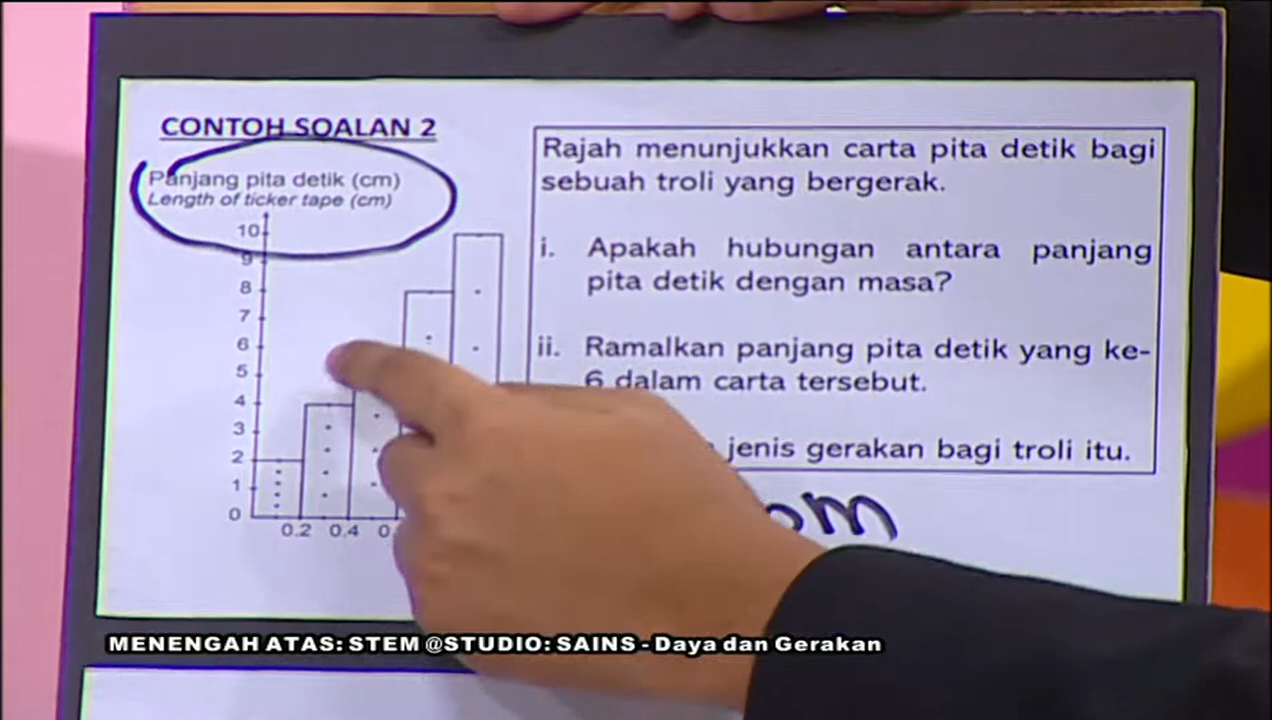 CONTOH SOALAN 2
Panjang pita detik (cm)
Length of ticker tape (cm)
10
9
8
7
6
5
4
3
2
1
0
0.2 0.4 0
Rajah menunjukkan carta pita detik bagi
sebuah troli yang bergerak.
i. Apakah hubungan antara panjang
pita detik dengan masa?
ii. Ramalkan panjang pita detik yang ke-
6 dalam carta tersebut.
jenis gerakan bagi troli itu.
MENENGAH ATAS: STEM @STUDIO: SAINS - Daya dan Gerakan